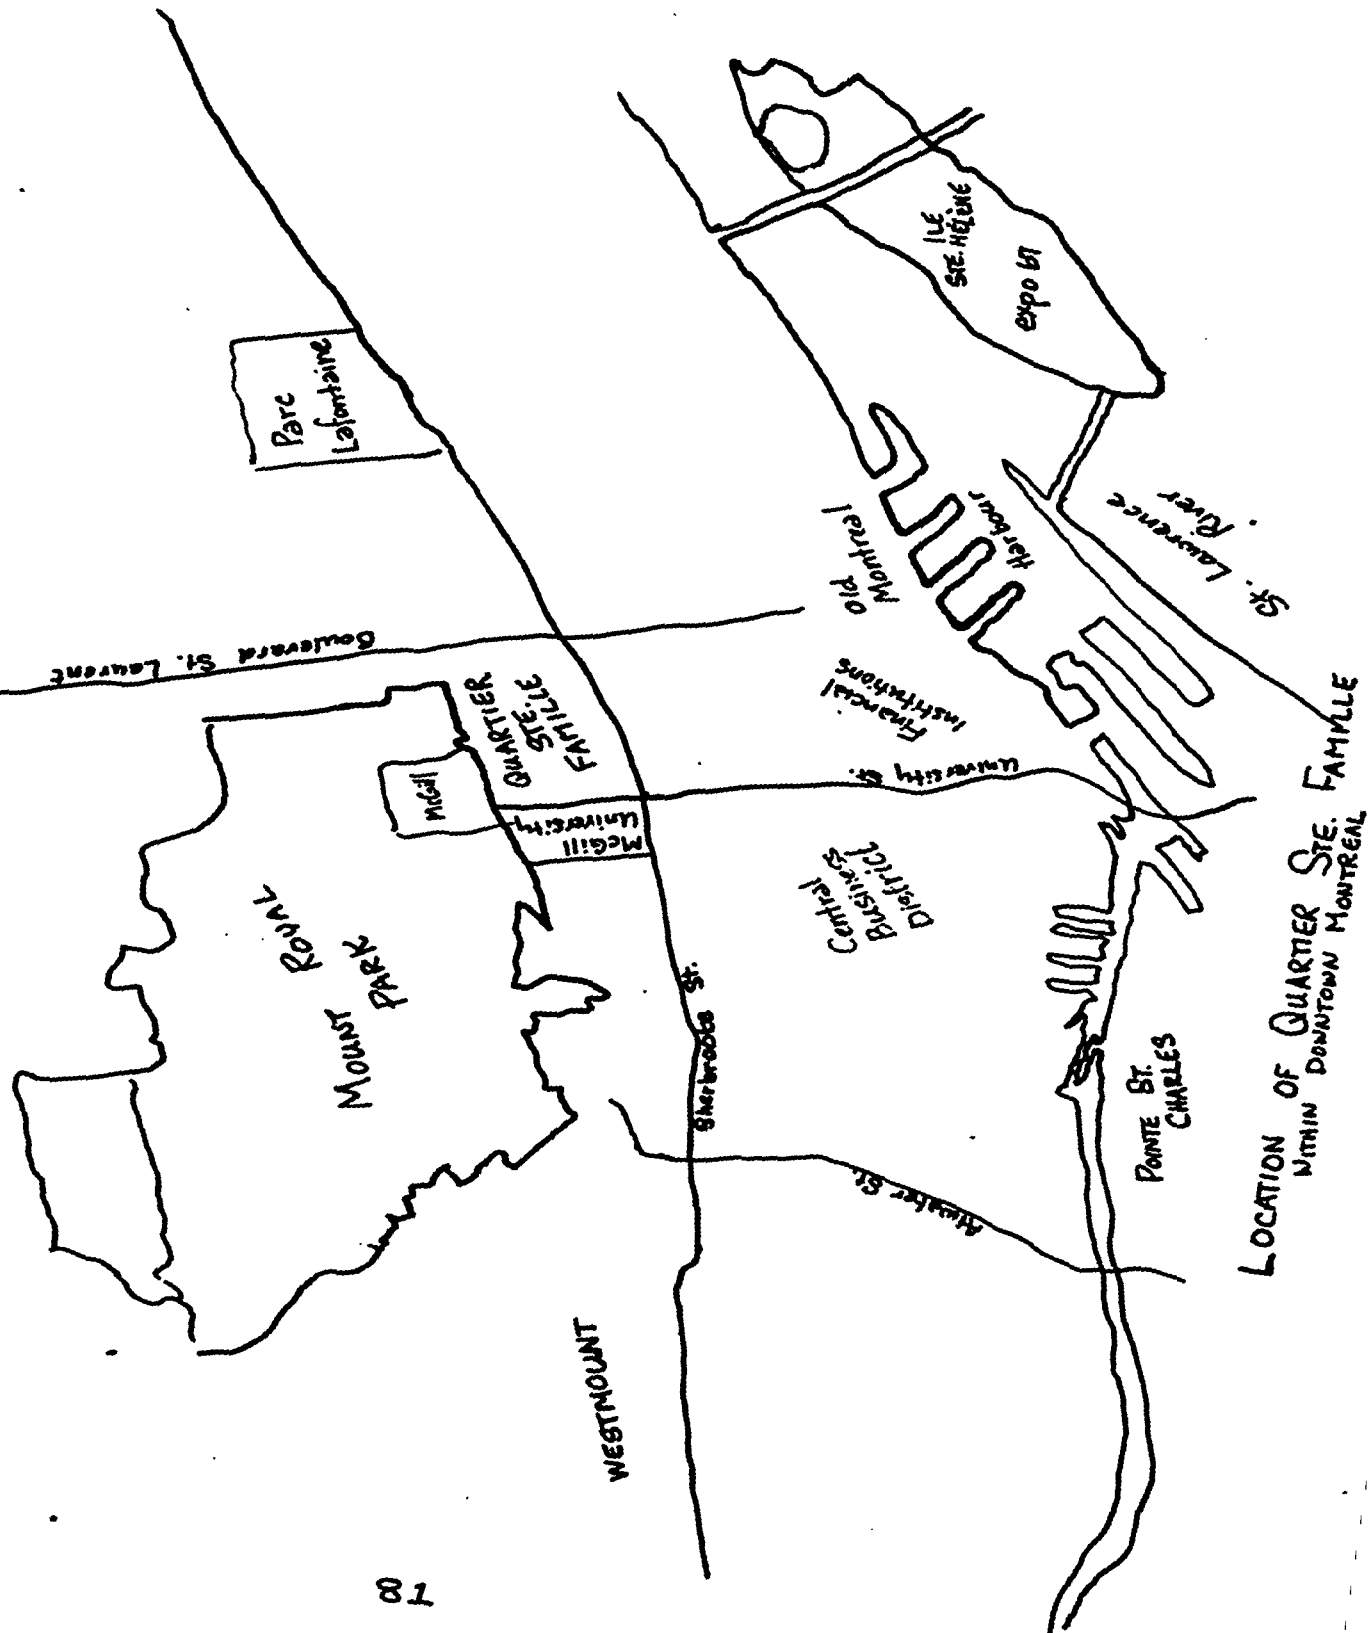 Parc
Lafontaine
ILE
STE. HÉLÈNE
expo 67
Boulevard St. Laurent
Old
Montreal
Harbour
St. Lawrence
River
QUARTIER
STE.
FAMILLE
Financial
Institutions
McGill
McGill
University
University St.
ROYAL
MOUNT
PARK
Central
Business
District
Sherbrooke St.
Atwater St.
POINTE ST.
CHARLES
WESTMOUNT
LOCATION OF QUARTIER STE. FAMILLE
WITHIN DOWNTOWN MONTREAL
18